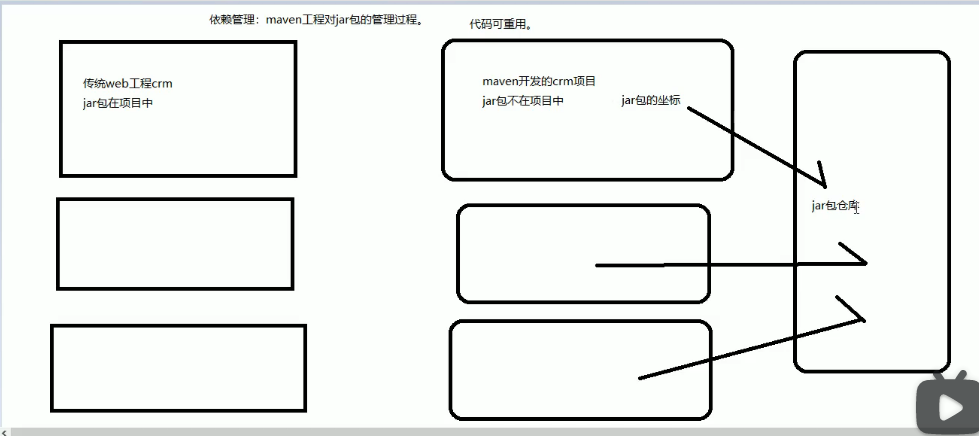 依赖管理：maven工程对jar包的管理过程。
代码可重用。
传统web工程crm
jar包在项目中
maven开发的crm项目
jar包不在项目中
jar包的坐标
jar包仓库